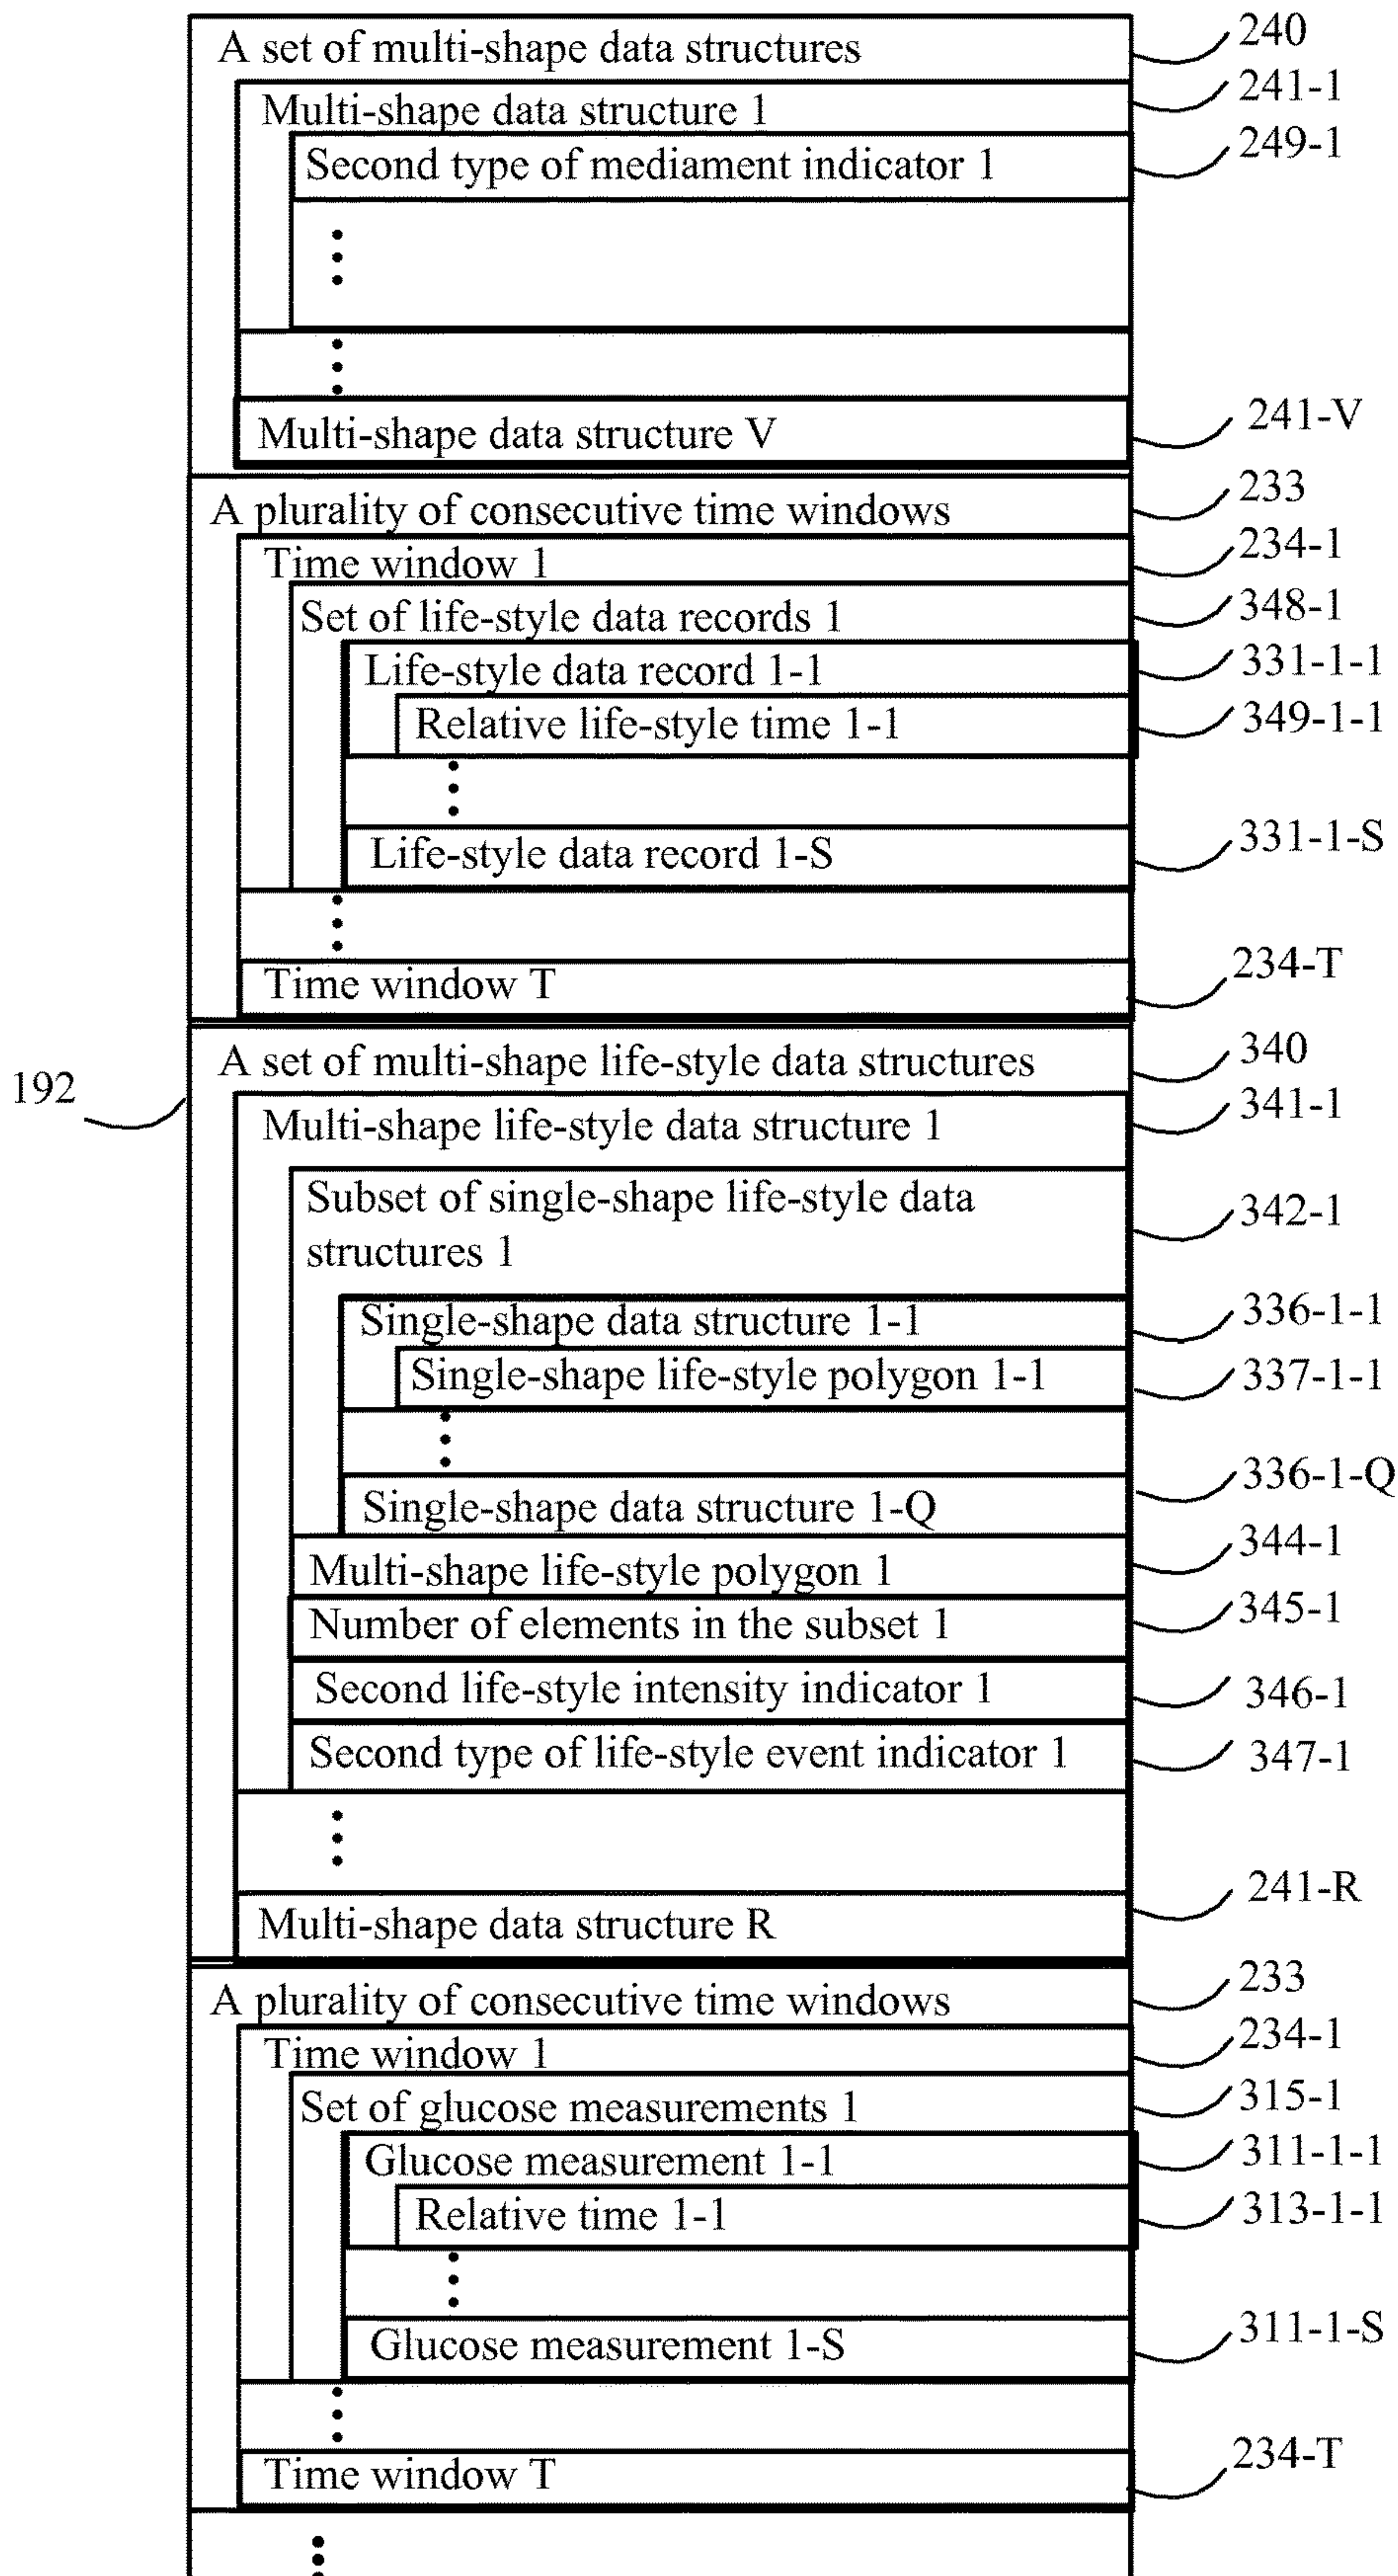 A set of multi-shape data structures 240
Multi-shape data structure 1 241-1
Second type of mediament indicator 1 249-1
Multi-shape data structure V 241-V
A plurality of consecutive time windows 233
Time window 1 234-1
Set of life-style data records 1 348-1
Life-style data record 1-1 331-1-1
Relative life-style time 1-1 349-1-1
Life-style data record 1-S 331-1-S
Time window T 234-T
A set of multi-shape life-style data structures 340
192
Multi-shape life-style data structure 1 341-1
Subset of single-shape life-style data 342-1
structures 1
Single-shape data structure 1-1 336-1-1
Single-shape life-style polygon 1-1 337-1-1
Single-shape data structure 1-Q 336-1-Q
Multi-shape life-style polygon 1 344-1
Number of elements in the subset 1 345-1
Second life-style intensity indicator 1 346-1
Second type of life-style event indicator 1 347-1
Multi-shape data structure R 241-R
A plurality of consecutive time windows 233
Time window 1 234-1
Set of glucose measurements 1 315-1
Glucose measurement 1-1 311-1-1
Relative time 1-1 313-1-1
Glucose measurement 1-S 311-1-S
Time window T 234-T